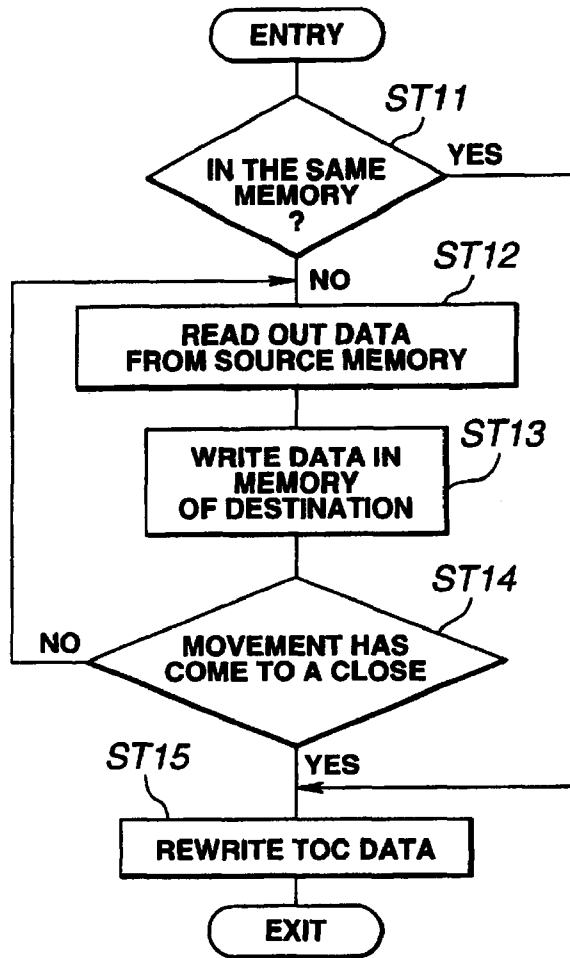 ENTRY
ST11
IN THE SAME
MEMORY
?
YES
NO
ST12
READ OUT DATA
FROM SOURCE MEMORY
ST13
WRITE DATA IN
MEMORY
OF DESTINATION
ST14
NO
MOVEMENT HAS
COME TO A CLOSE
YES
ST15
REWRITE TOC DATA
EXIT